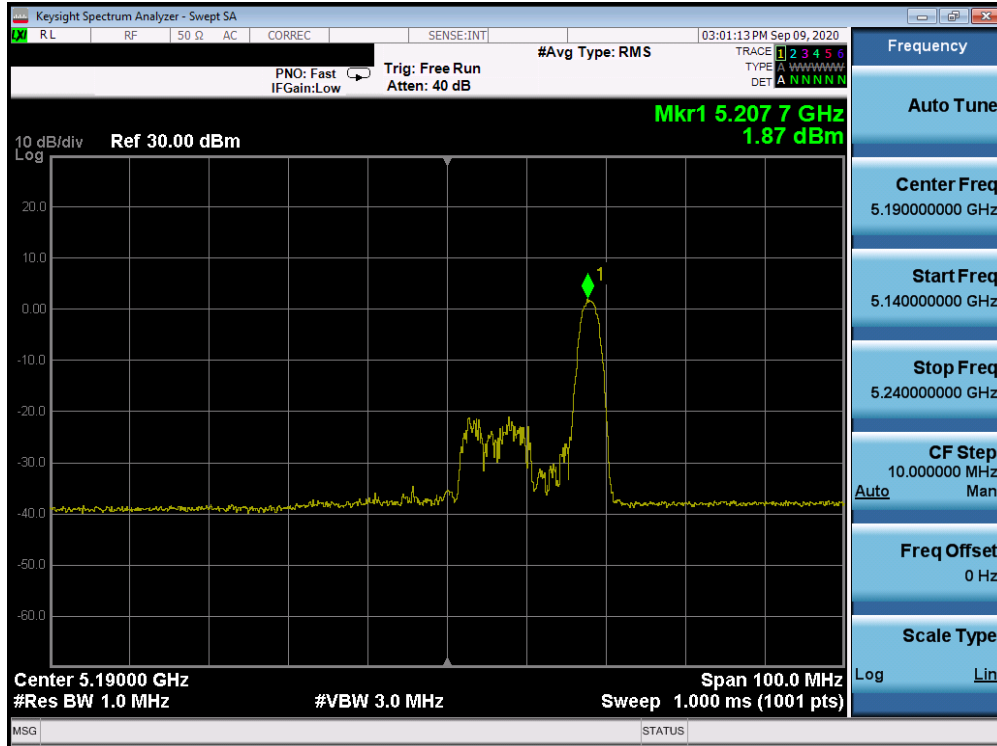 Keysight Spectrum Analyzer - Swept SA
LXI RL RF 50 Ω AC CORREC SENSE:INT 03:01:13 PM Sep 09, 2020
#Avg Type: RMS
TRACE 1 2 3 4 5 6
TYPE A WWWWW
DET A N N N N N
PNO: Fast
IFGain:Low
Trig: Free Run
Atten: 40 dB
Mkr1 5.207 7 GHz
1.87 dBm
10 dB/div
Log
Ref 30.00 dBm
20.0
10.0
0.00
-10.0
-20.0
-30.0
-40.0
-50.0
-60.0
1
Center 5.19000 GHz
#Res BW 1.0 MHz
#VBW 3.0 MHz
Span 100.0 MHz
Sweep 1.000 ms (1001 pts)
MSG
STATUS
Frequency
Auto Tune
Center Freq
5.190000000 GHz
Start Freq
5.140000000 GHz
Stop Freq
5.240000000 GHz
CF Step
10.000000 MHz
Auto Man
Freq Offset
0 Hz
Scale Type
Log Lin